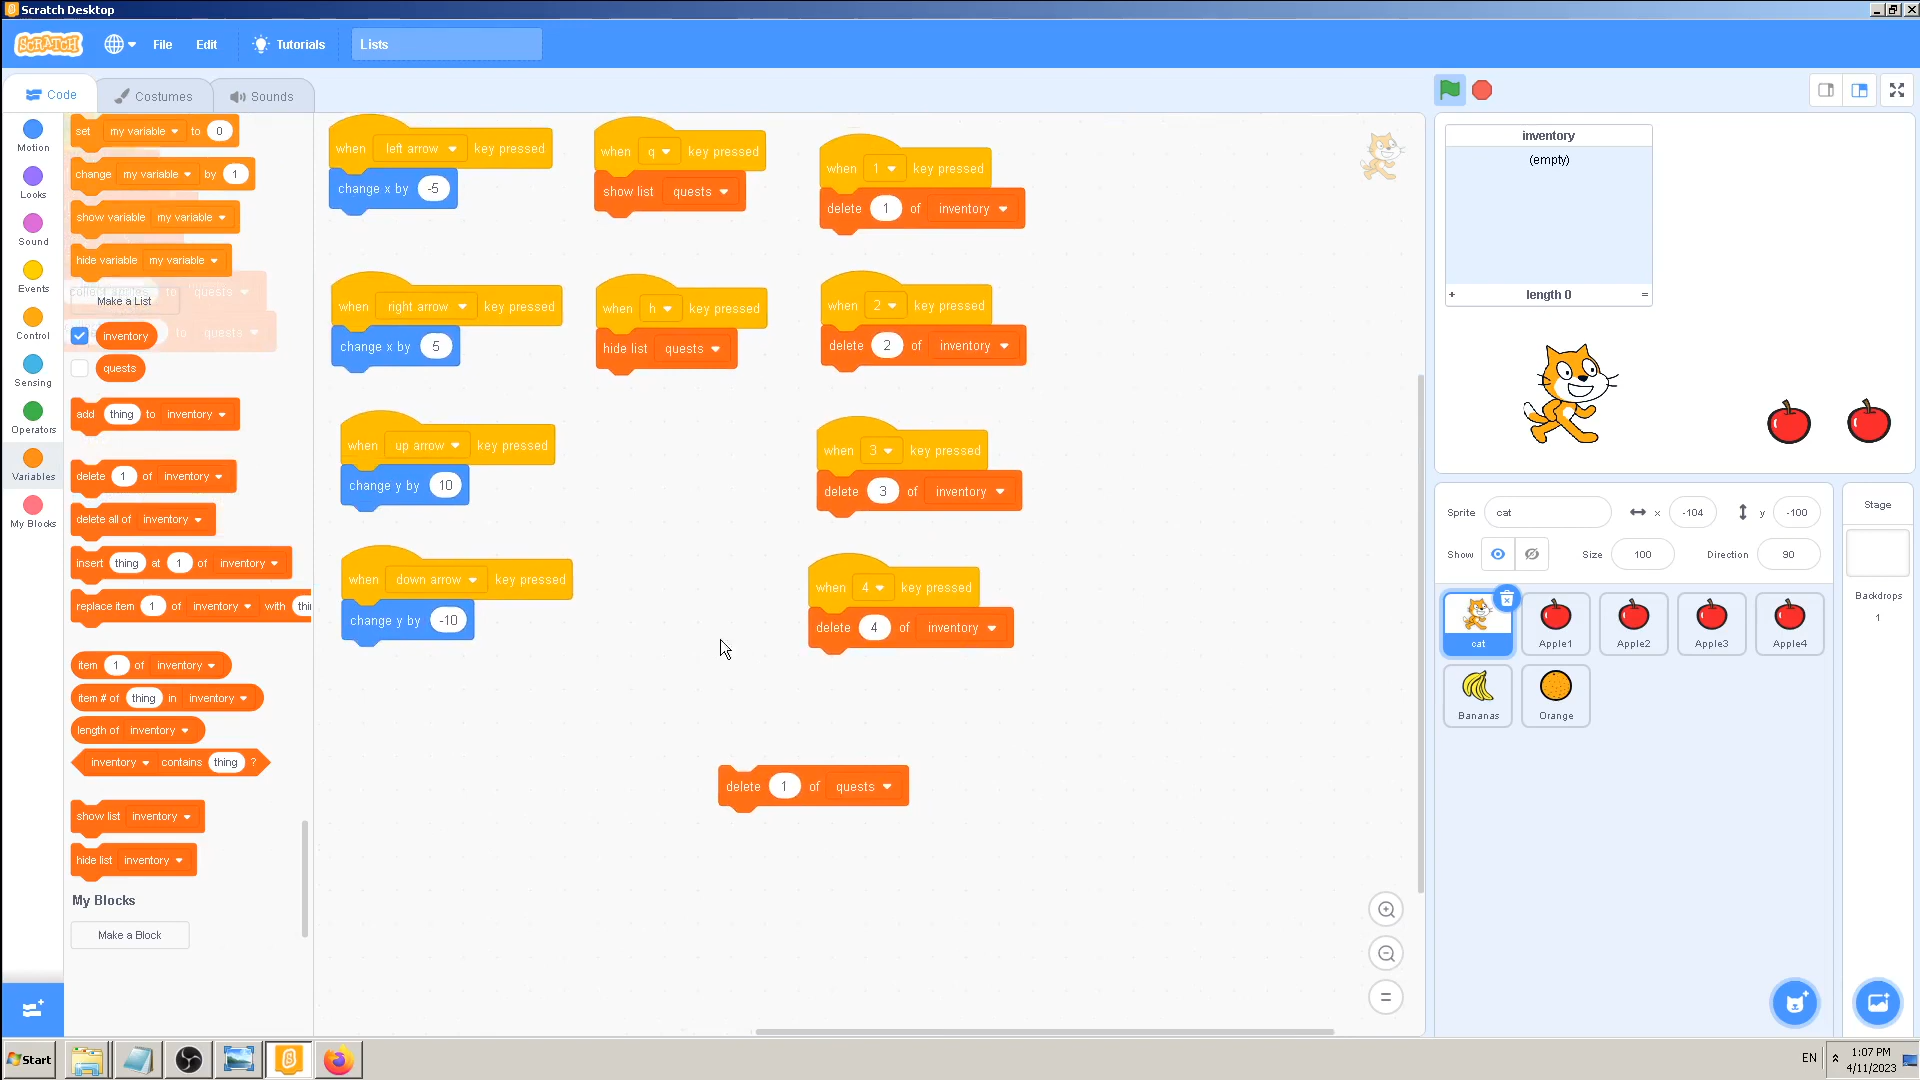 Scratch Desktop
SCRATCH
File
Edit
Tutorials
Lists
Code
Costumes
Sounds
Motion
Looks
Sound
Events
Control
Sensing
Operators
Variables
My Blocks
set my variable to 0
change my variable by 1
show variable my variable
hide variable my variable
Make a List
inventory
quests
add thing to inventory
delete 1 of inventory
delete all of inventory
insert thing at 1 of inventory
replace item 1 of inventory with thi
item 1 of inventory
item # of thing in inventory
length of inventory
inventory contains thing ?
show list inventory
hide list inventory
My Blocks
Make a Block
when left arrow key pressed
change x by -5
when right arrow key pressed
change x by 5
when up arrow key pressed
change y by 10
when down arrow key pressed
change y by -10
when q key pressed
show list quests
when h key pressed
hide list quests
when 1 key pressed
delete 1 of inventory
when 2 key pressed
delete 2 of inventory
when 3 key pressed
delete 3 of inventory
when 4 key pressed
delete 4 of inventory
delete 1 of quests
inventory
(empty)
+ length 0 =
Sprite cat x -104 y -100
Show Size 100 Direction 90
cat
Apple1
Apple2
Apple3
Apple4
Bananas
Orange
Stage
Backdrops
1
Start
EN
1:07 PM
4/11/2023